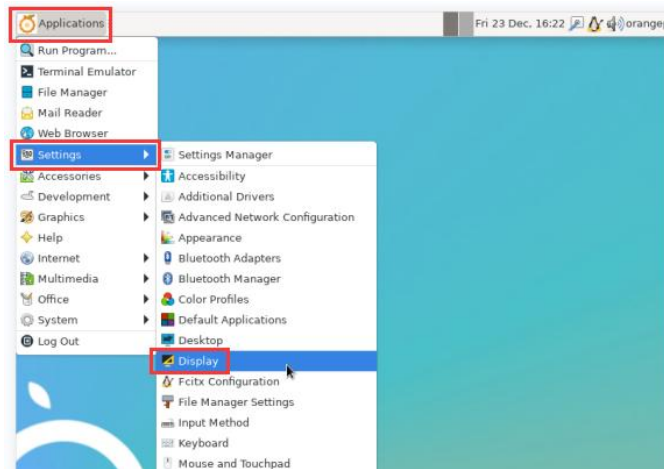 Applications
Fri 23 Dec, 16:22
Run Program...
Terminal Emulator
File Manager
Mail Reader
Web Browser
Settings
Accessories
Development
Graphics
Help
Internet
Multimedia
Office
System
Log Out
Settings Manager
Accessibility
Additional Drivers
Advanced Network Configuration
Appearance
Bluetooth Adapters
Bluetooth Manager
Color Profiles
Default Applications
Desktop
Display
Fcitx Configuration
File Manager Settings
Input Method
Keyboard
Mouse and Touchpad